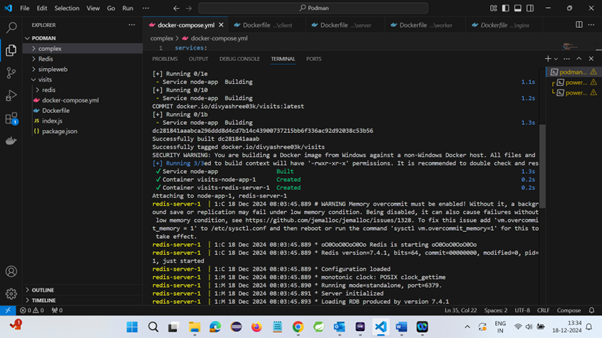 File Edit Selection View Go Run ··· Podman
EXPLORER ···
docker-compose.yml Dockerfile ...\client Dockerfile ...\server Dockerfile ...\worker Dockerfile ...\nginx
PODMAN
complex > docker-compose.yml
1 services:
complex
Redis
simpleweb
visits
redis
docker-compose.yml
Dockerfile
index.js
package.json
OUTLINE
TIMELINE
PROBLEMS OUTPUT DEBUG CONSOLE TERMINAL PORTS
podman...
power...
power...
[+] Running 0/1e
- Service node-app Building 1.1s
[+] Running 0/10
- Service node-app Building 1.2s
COMMIT docker.io/divyashree03k/visits:latest
[+] Running 0/1b
- Service node-app Building 1.3s
Successfully built dc281841aaab
Successfully tagged docker.io/divyashree03k/visits
SECURITY WARNING: You are building a Docker image from Windows against a non-Windows Docker host. All files and
[+] Running 3/3ed to build context will have '-rwxr-xr-x' permissions. It is recommended to double check and res
✓ Service node-app Built 1.3s
✓ Container visits-node-app-1 Created 0.2s
✓ Container visits-redis-server-1 Created 0.2s
Attaching to node-app-1, redis-server-1
redis-server-1 | 1:C 18 Dec 2024 08:03:45.889 # WARNING Memory overcommit must be enabled! Without it, a backg
ound save or replication may fail under low memory condition. Being disabled, it can also cause failures without
low memory condition, see https://github.com/jemalloc/jemalloc/issues/1328. To fix this issue add 'vm.overcommi
t_memory = 1' to /etc/sysctl.conf and then reboot or run the command 'sysctl vm.overcommit_memory=1' for this to
take effect.
redis-server-1 | 1:C 18 Dec 2024 08:03:45.889 * oO0OoO0OoO0Oo Redis is starting oO0OoO0OoO0Oo
redis-server-1 | 1:C 18 Dec 2024 08:03:45.889 * Redis version=7.4.1, bits=64, commit=00000000, modified=0, pid=
1, just started
redis-server-1 | 1:C 18 Dec 2024 08:03:45.889 * Configuration loaded
redis-server-1 | 1:M 18 Dec 2024 08:03:45.889 * monotonic clock: POSIX clock_gettime
redis-server-1 | 1:M 18 Dec 2024 08:03:45.890 * Running mode=standalone, port=6379.
redis-server-1 | 1:M 18 Dec 2024 08:03:45.891 * Server initialized
redis-server-1 | 1:M 18 Dec 2024 08:03:45.893 * Loading RDB produced by version 7.4.1
0 0 0 Ln 35, Col 22 Spaces: 2 UTF-8 CRLF Compose
ENG
IN
13:34
18-12-2024